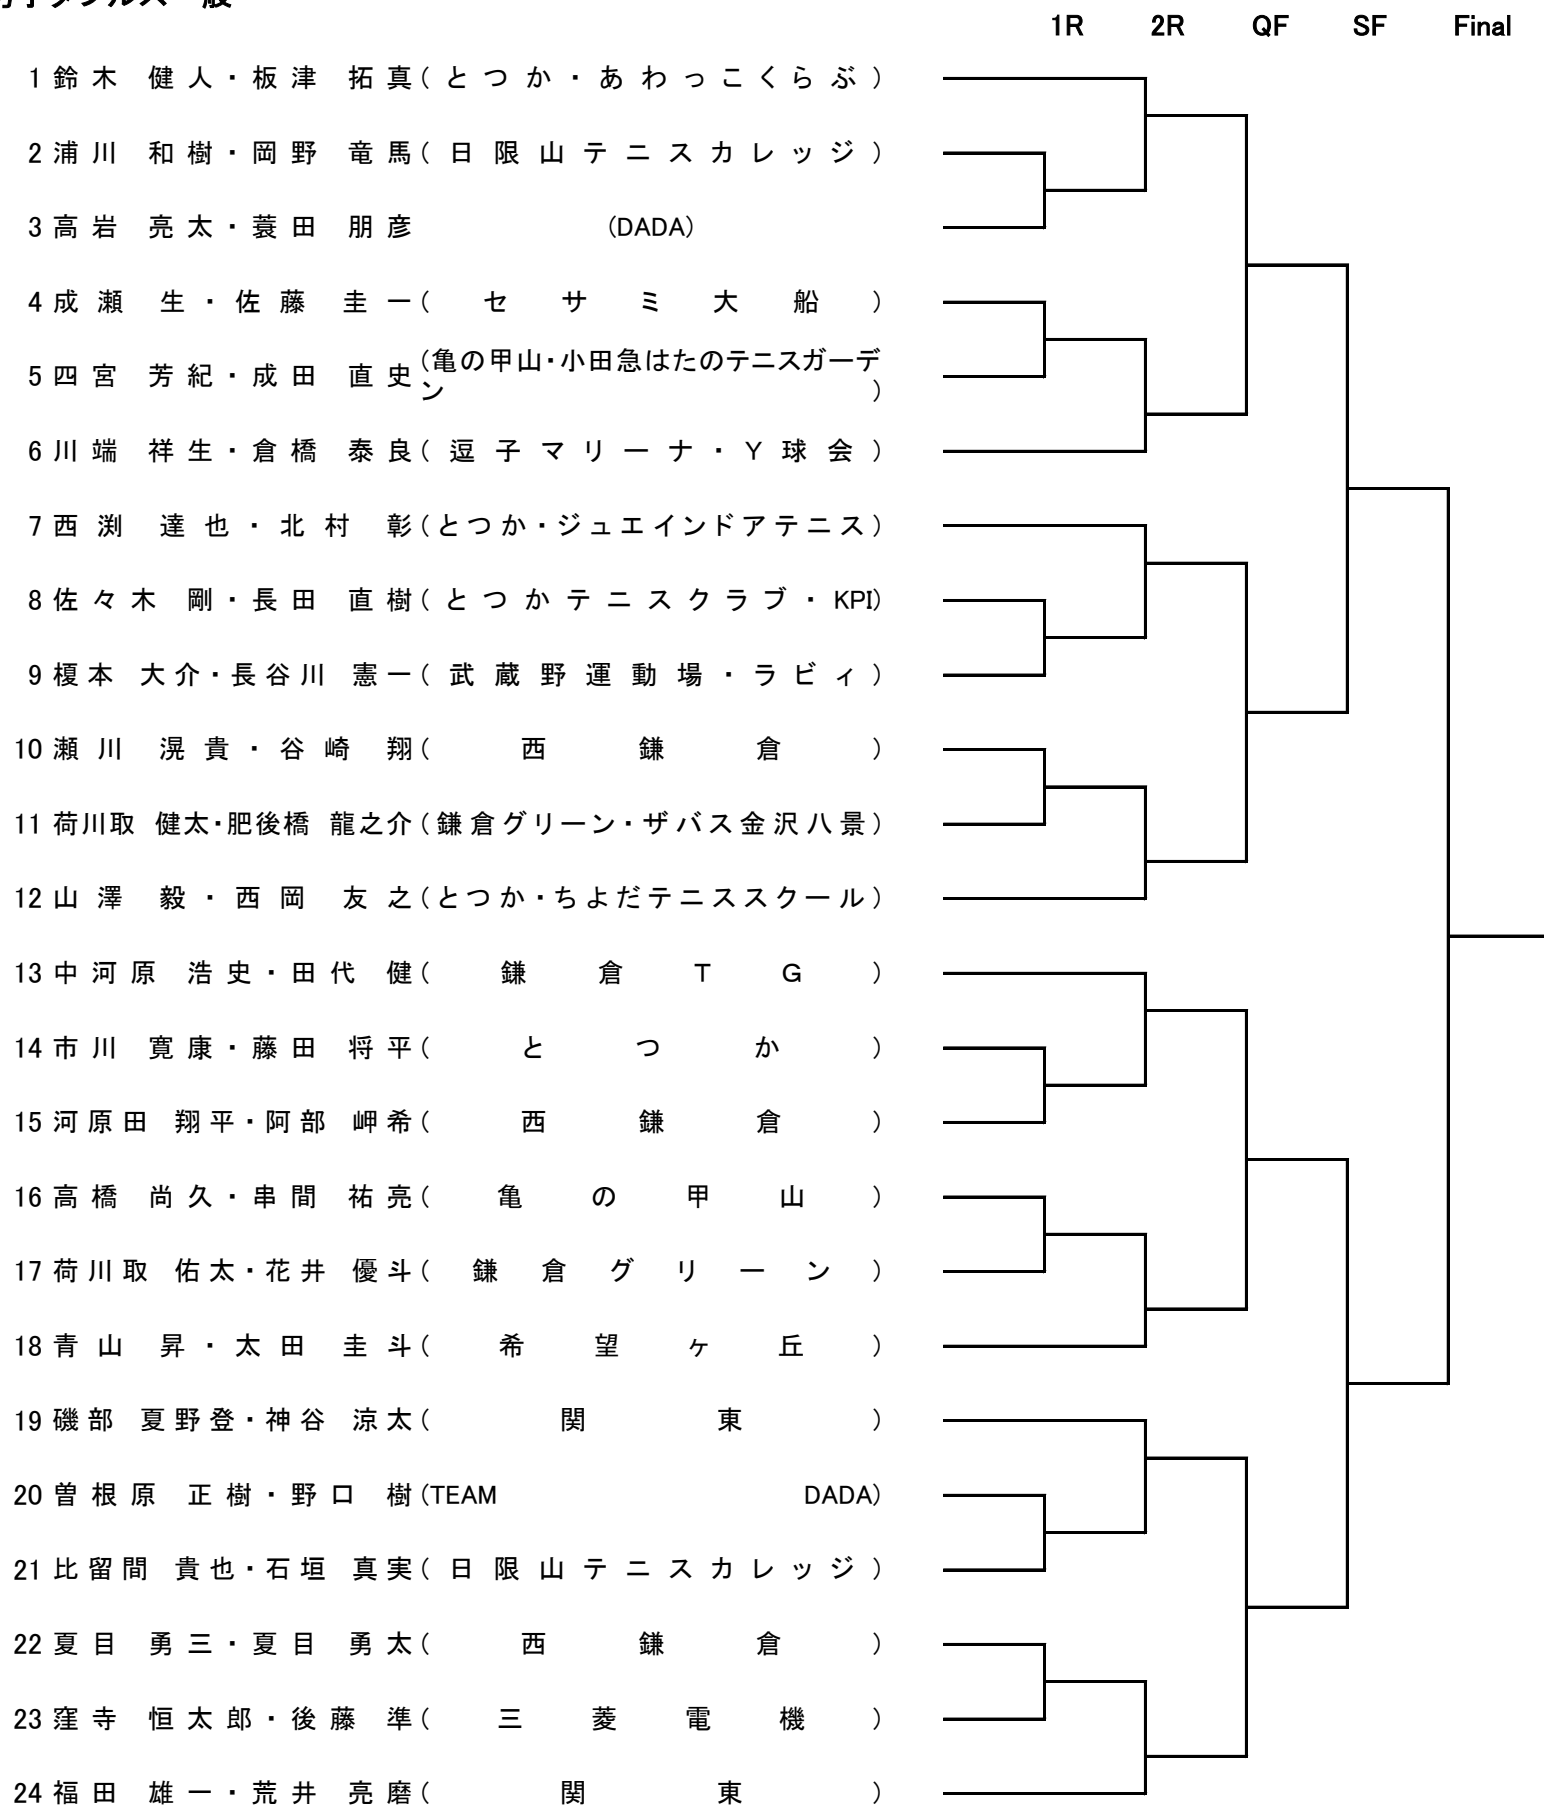 男子ダブルス一般
1R 2R QF SF Final
1 鈴木 健人・板津 拓真(とつか・あわっこくらぶ)
2 浦川 和樹・岡野 竜馬(日限山テニスカレッジ)
3 高岩 亮太・蓑田 朋彦 (DADA)
4 成瀬 生・佐藤 圭一(セサミ大船)
5 四宮 芳紀・成田 直史(亀の甲山・小田急はたのテニスガーデ
ン)
6 川端 祥生・倉橋 泰良(逗子マリーナ・Y球会)
7 西渕 達也・北村 彰(とつか・ジュエインドアテニス)
8 佐々木 剛・長田 直樹(とつかテニスクラブ・KPI)
9 榎本 大介・長谷川 憲一(武蔵野運動場・ラビィ)
10 瀬川 滉貴・谷崎 翔(西鎌倉)
11 荷川取 健太・肥後橋 龍之介(鎌倉グリーン・ザバス金沢八景)
12 山澤 毅・西岡 友之(とつか・ちよだテニススクール)
13 中河原 浩史・田代 健(鎌倉TG)
14 市川 寛康・藤田 将平(とつか)
15 河原田 翔平・阿部 岬希(西鎌倉)
16 高橋 尚久・串間 祐亮(亀の甲山)
17 荷川取 佑太・花井 優斗(鎌倉グリーン)
18 青山 昇・太田 圭斗(希望ヶ丘)
19 磯部 夏野登・神谷 涼太(関東)
20 曽根原 正樹・野口 樹(TEAM DADA)
21 比留間 貴也・石垣 真実(日限山テニスカレッジ)
22 夏目 勇三・夏目 勇太(西鎌倉)
23 窪寺 恒太郎・後藤 準(三菱電機)
24 福田 雄一・荒井 亮磨(関東)